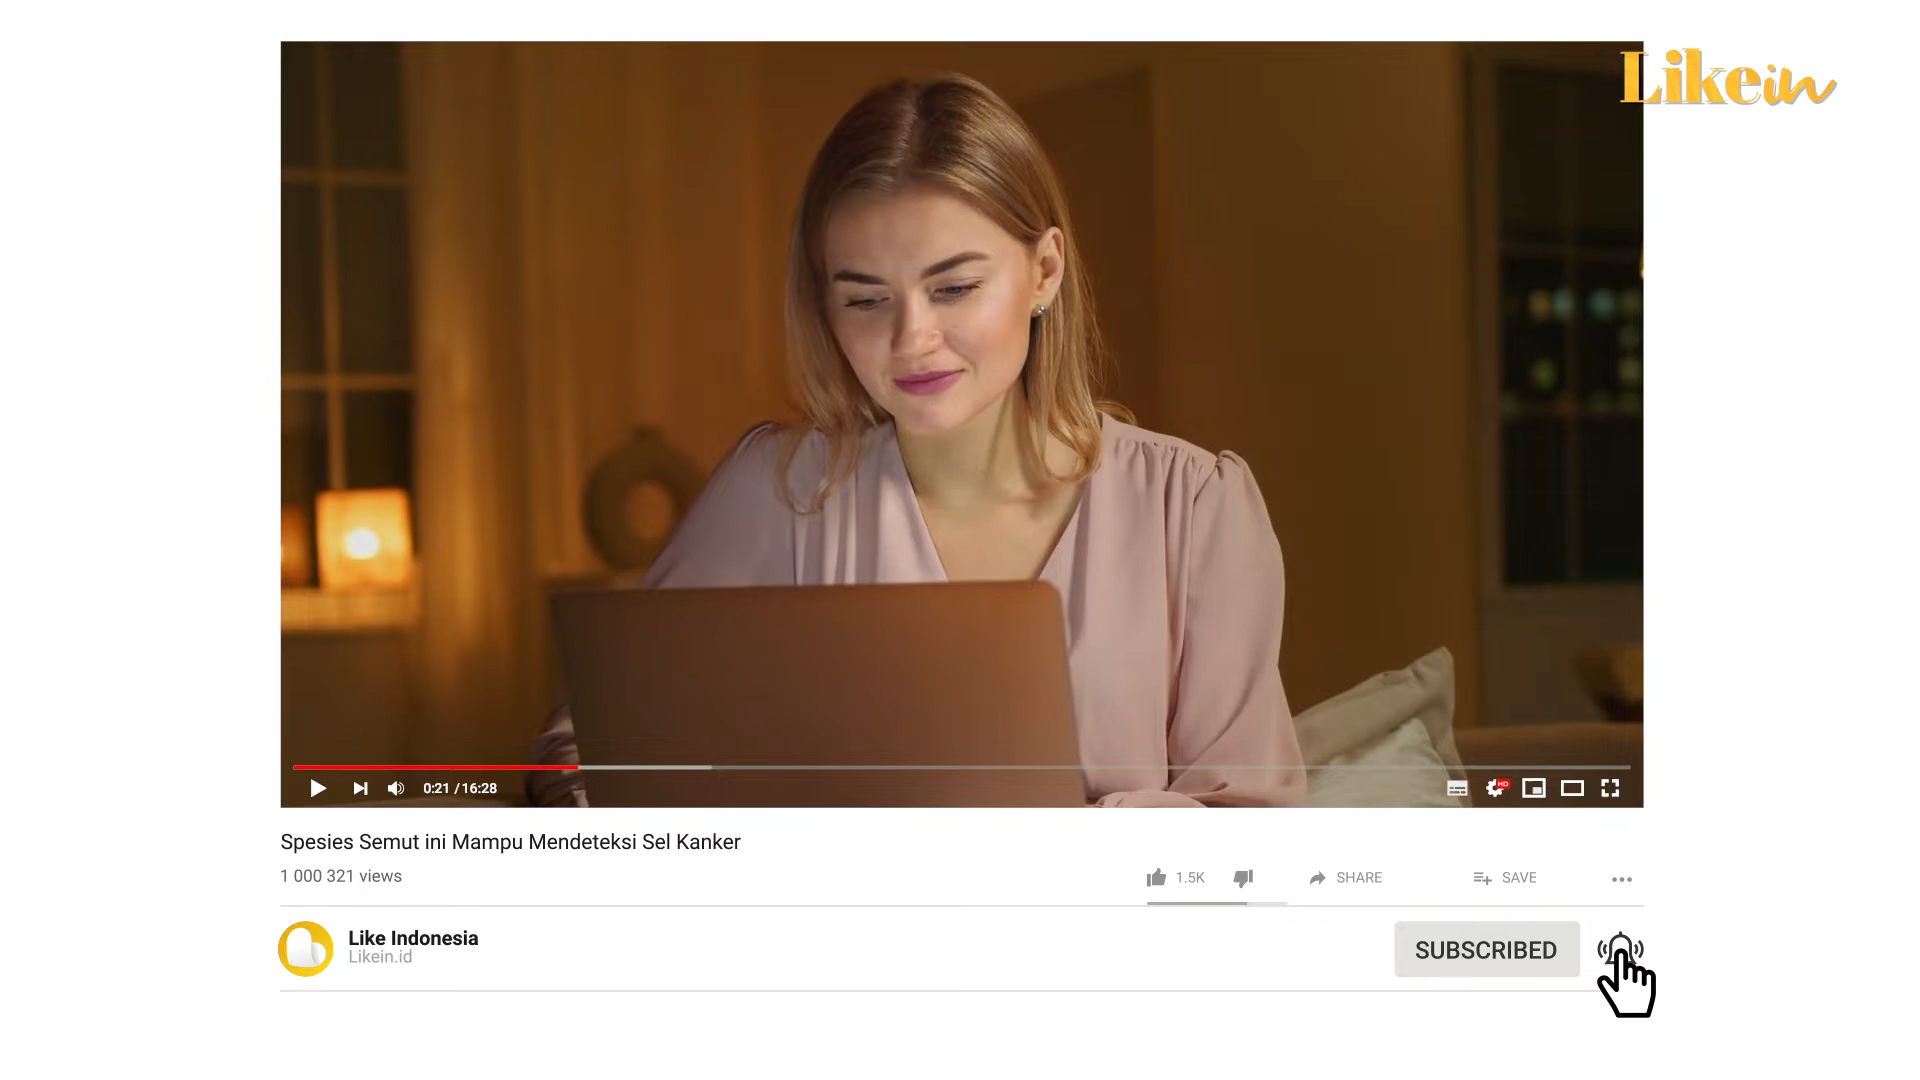 Likein
HD
0:21 / 16:28
Spesies Semut ini Mampu Mendeteksi Sel Kanker
1 000 321 views
1.5K
SHARE
SAVE
Like Indonesia
Likein.id
SUBSCRIBED